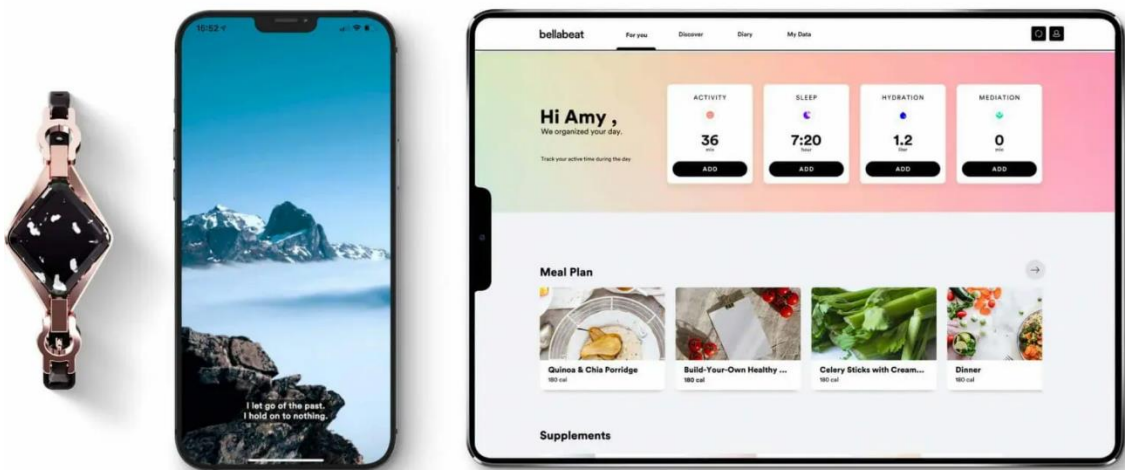 16:52
I let go of the past.
I hold on to nothing.
bellabeat
For you
Discover
Diary
My Data
Hi Amy ,
We organized your day.
Track your active time during the day
ACTIVITY
36
min
ADD
SLEEP
7:20
hour
ADD
HYDRATION
1.2
liter
ADD
MEDIATION
0
min
ADD
Meal Plan
Quinoa & Chia Porridge
180 cal
Build-Your-Own Healthy ...
180 cal
Celery Sticks with Cream...
180 cal
Dinner
180 cal
Supplements